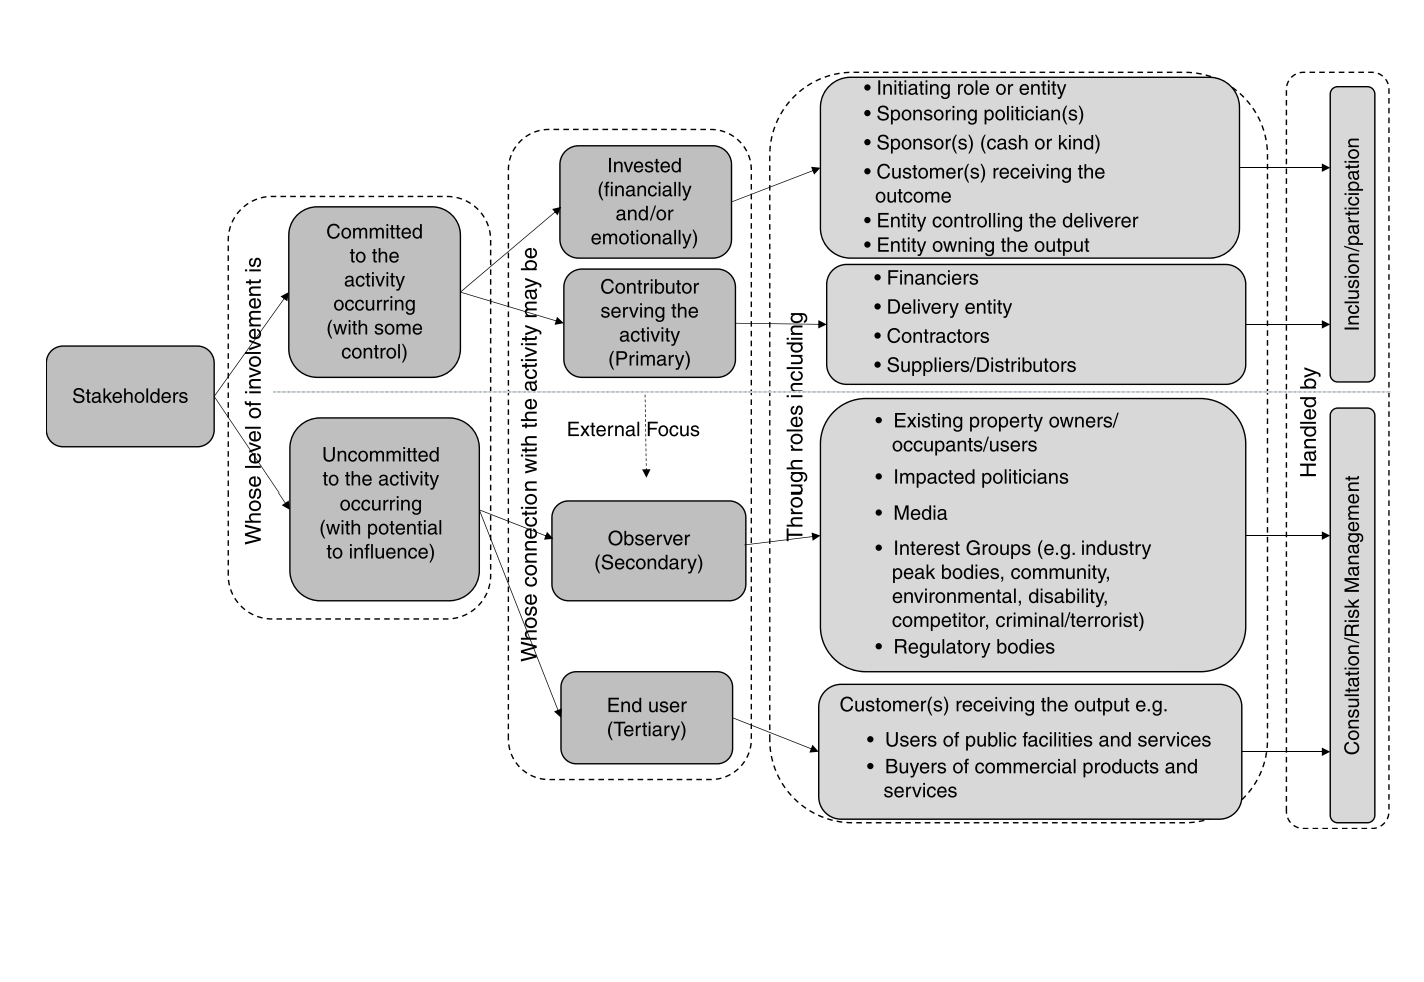 Stakeholders
Whose level of involvement is
Committed
to the
activity
occurring
(with some
control)
Uncommitted
to the activity
occurring
(with potential
to influence)
Whose connection with the activity may be
Invested
(financially
and/or
emotionally)
Contributor
serving the
activity
(Primary)
External Focus
Observer
(Secondary)
End user
(Tertiary)
Through roles including
• Initiating role or entity
• Sponsoring politician(s)
• Sponsor(s) (cash or kind)
• Customer(s) receiving the
outcome
• Entity controlling the deliverer
• Entity owning the output
• Financiers
• Delivery entity
• Contractors
• Suppliers/Distributors
• Existing property owners/
occupants/users
• Impacted politicians
• Media
• Interest Groups (e.g. industry
peak bodies, community,
environmental, disability,
competitor, criminal/terrorist)
• Regulatory bodies
Customer(s) receiving the output e.g.
• Users of public facilities and services
• Buyers of commercial products and
services
Handled by
Inclusion/participation
Consultation/Risk Management